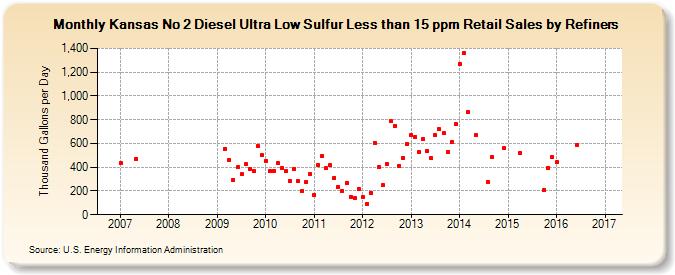 Monthly Kansas No 2 Diesel Ultra Low Sulfur Less than 15 ppm Retail Sales by Refiners
Thousand Gallons per Day
1,400
1,200
1,000
800
600
400
200
0
2007 2008 2009 2010 2011 2012 2013 2014 2015 2016 2017
Source: U.S. Energy Information Administration